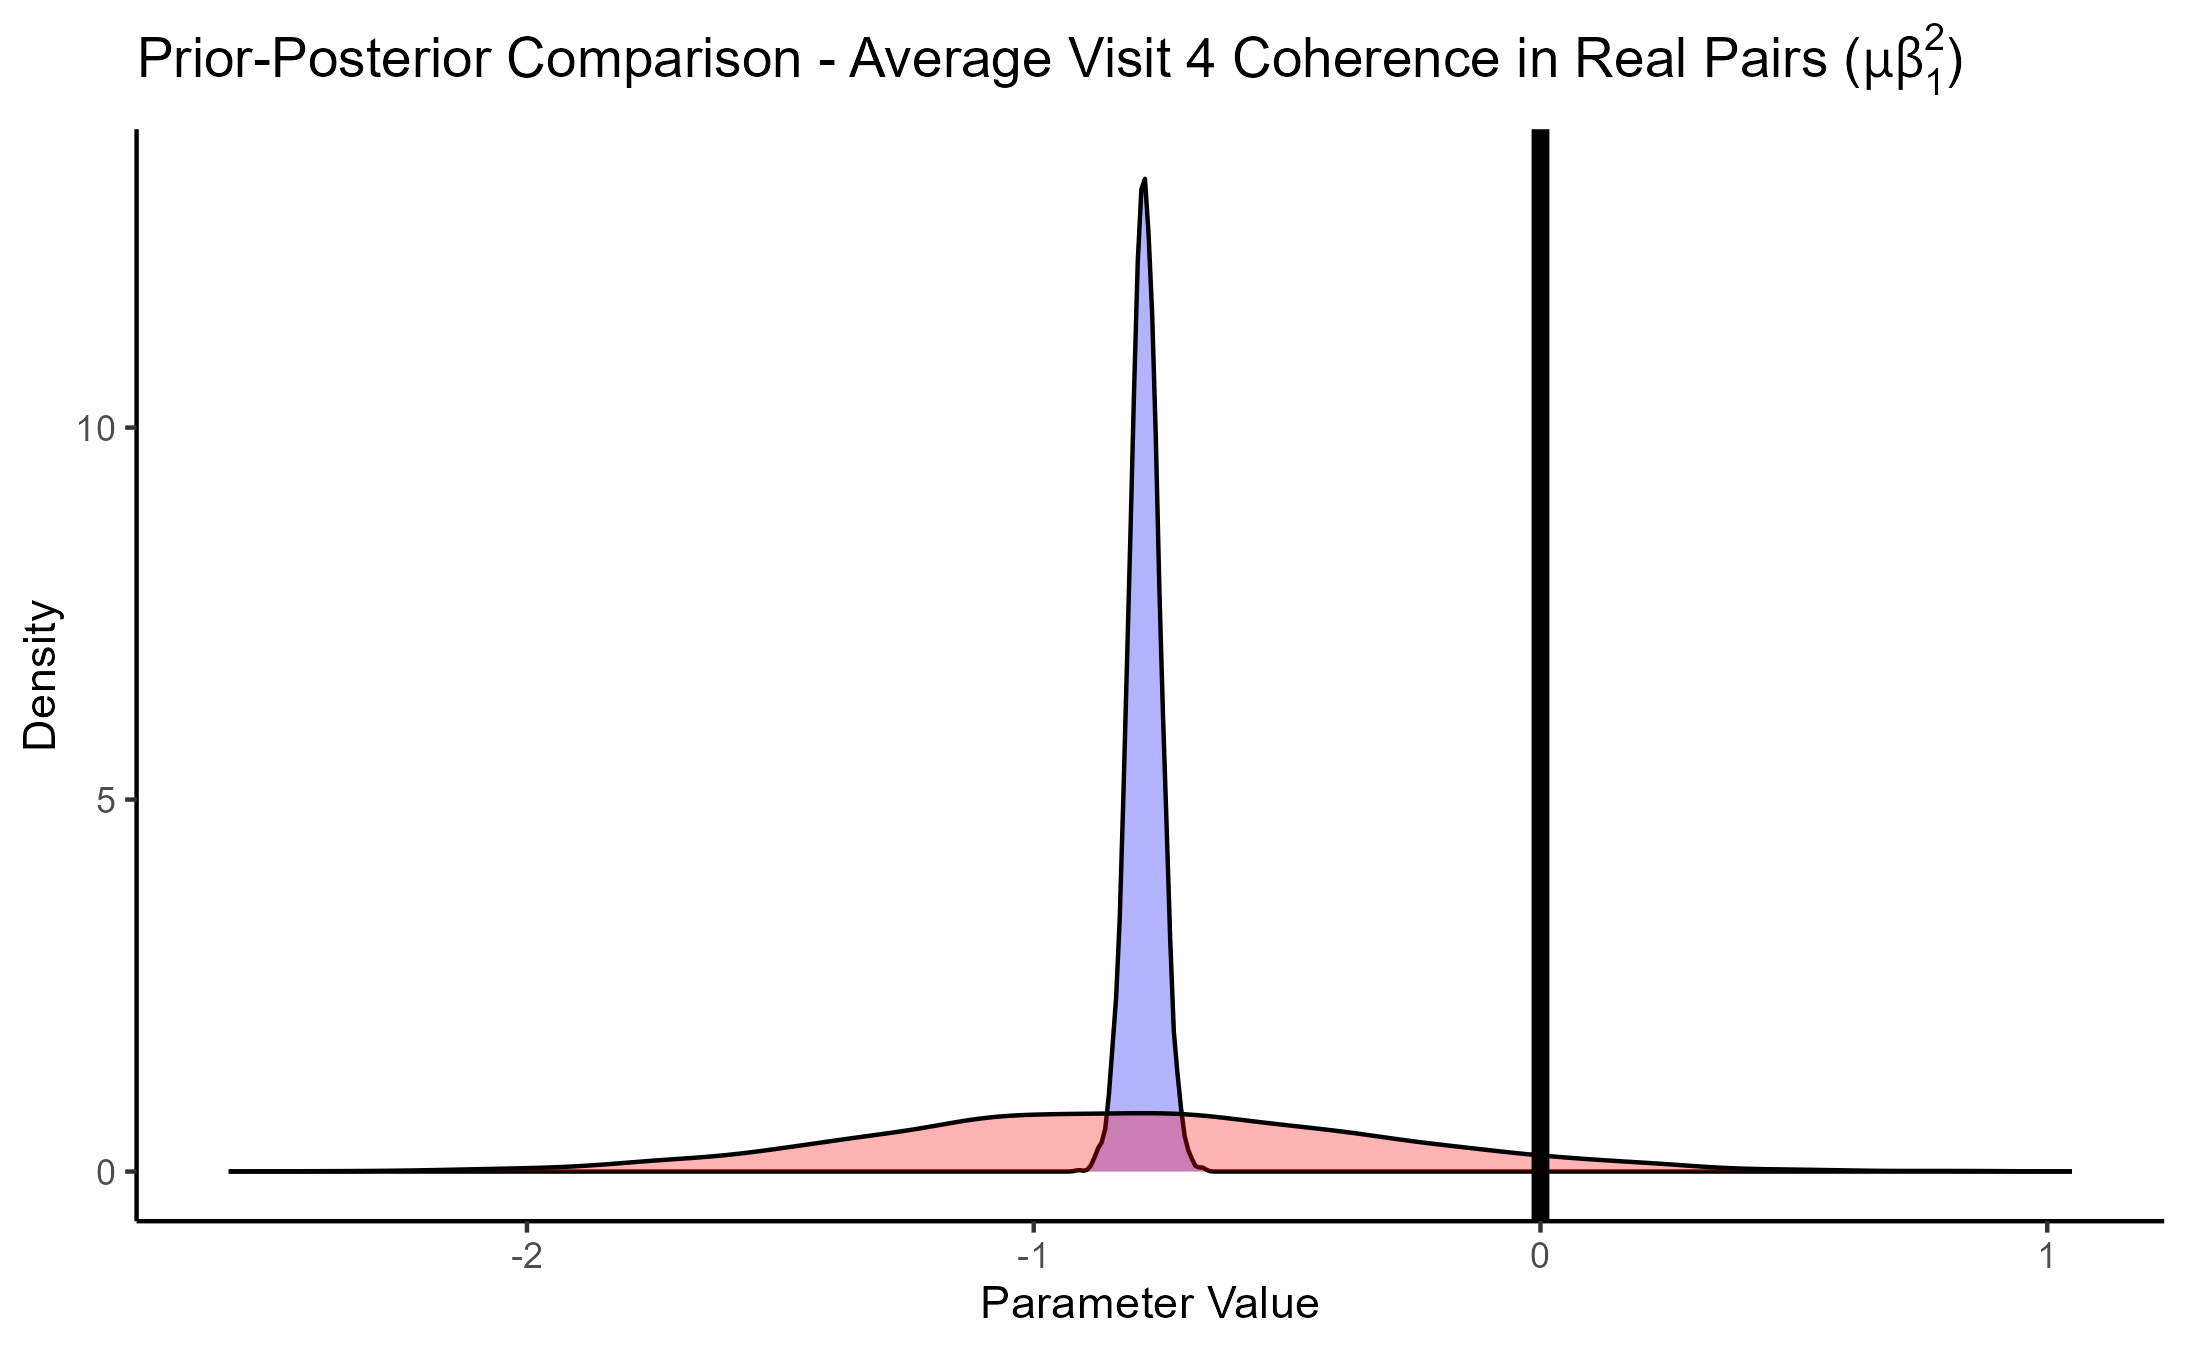 Prior-Posterior Comparison - Average Visit 4 Coherence in Real Pairs (μβ²₁)
10
5
0
Density
-2 -1 0 1
Parameter Value